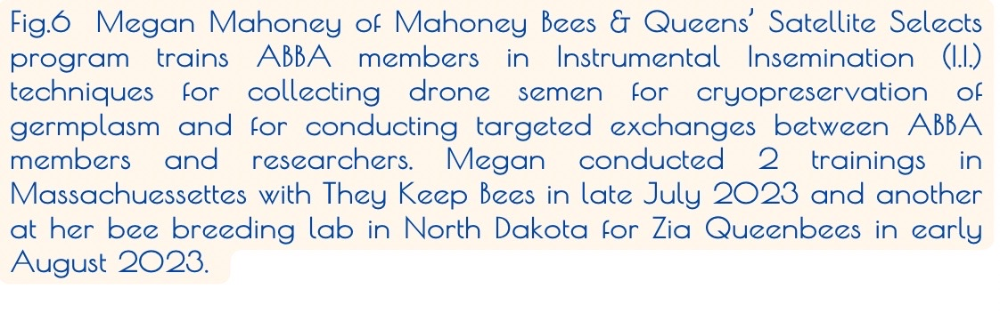 Fig.6 Megan Mahoney of Mahoney Bees & Queens' Satellite Selects
program trains ABBA members in Instrumental Insemination (I.I.)
techniques for collecting drone semen for cryopreservation of
germplasm and for conducting targeted exchanges between ABBA
members and researchers. Megan conducted 2 trainings in
Massachuessettes with They Keep Bees in late July 2023 and another
at her bee breeding lab in North Dakota for Zia Queenbees in early
August 2023.